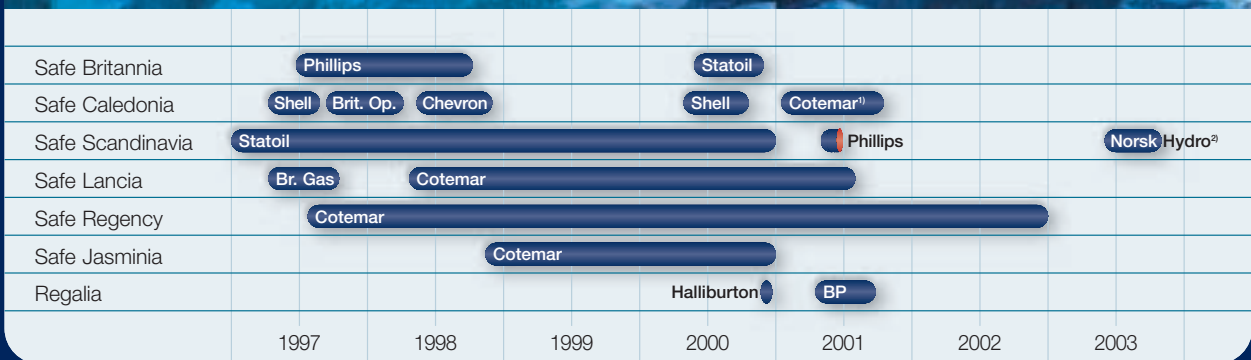 Safe Britannia Phillips Statoil
Safe Caledonia Shell Brit. Op. Chevron Shell Cotemar¹⁾
Safe Scandinavia Statoil Phillips Norsk Hydro²⁾
Safe Lancia Br. Gas Cotemar
Safe Regency Cotemar
Safe Jasminia Cotemar
Regalia Halliburton BP
1997 1998 1999 2000 2001 2002 2003